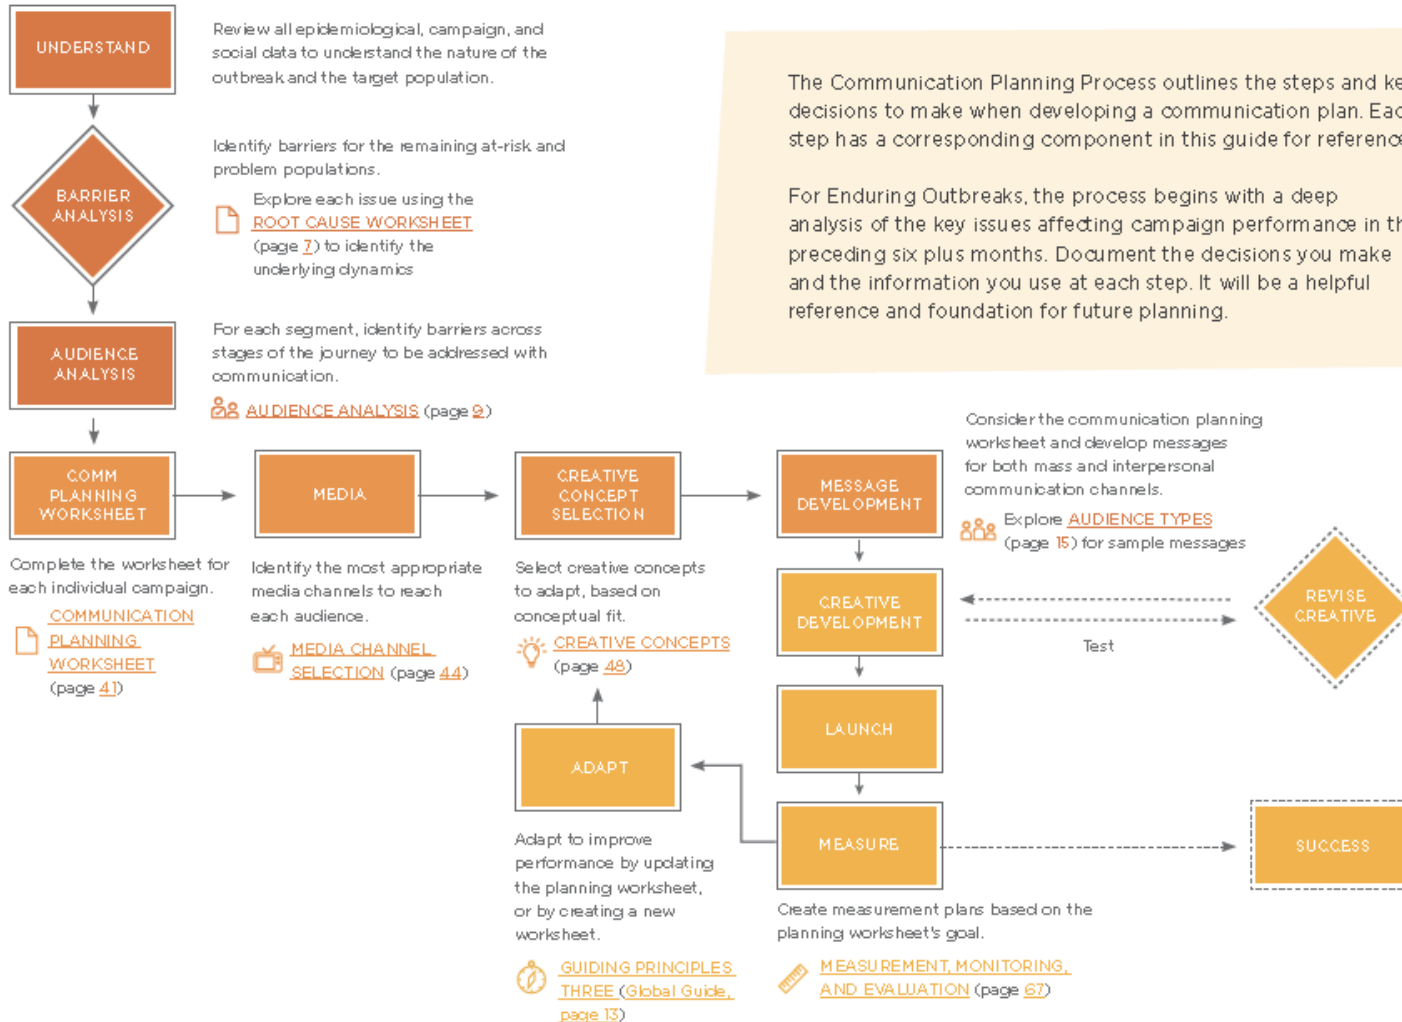 UNDERSTAND
Review all epidemiological, campaign, and
social data to understand the nature of the
outbreak and the target population.
The Communication Planning Process outlines the steps and ke
decisions to make when developing a communication plan. Eac
step has a corresponding component in this guide for reference
For Enduring Outbreaks, the process begins with a deep
analysis of the key issues affecting campaign performance in th
preceding six plus months. Document the decisions you make
and the information you use at each step. It will be a helpful
reference and foundation for future planning.
BARRIER
ANALYSIS
Identify barriers for the remaining at-risk and
problem populations.
Explore each issue using the
ROOT CAUSE WORKSHEET
(page 7) to identify the
underlying dynamics
AUDIENCE
ANALYSIS
For each segment, identify barriers across
stages of the journey to be addressed with
communication.
AUDIENCE ANALYSIS (page 9)
COMM
PLANNING
WORKSHEET
Complete the worksheet for
each individual campaign.
COMMUNICATION
PLANNING
WORKSHEET
(page 41)
MEDIA
Identify the most appropriate
media channels to reach
each audience.
MEDIA CHANNEL
SELECTION (page 44)
CREATIVE
CONCEPT
SELECTION
Select creative concepts
to adapt, based on
conceptual fit.
CREATIVE CONCEPTS
(page 48)
MESSAGE
DEVELOPMENT
Consider the communication planning
worksheet and develop messages
for both mass and interpersonal
communication channels.
Explore AUDIENCE TYPES
(page 15) for sample messages
CREATIVE
DEVELOPMENT
Test
REVISE
CREATIVE
LAUNCH
ADAPT
Adapt to improve
performance by updating
the planning worksheet,
or by creating a new
worksheet.
GUIDING PRINCIPLES
THREE (Global Guide,
page 13)
MEASURE
Create measurement plans based on the
planning worksheet's goal.
MEASUREMENT, MONITORING,
AND EVALUATION (page 67)
SUCCESS